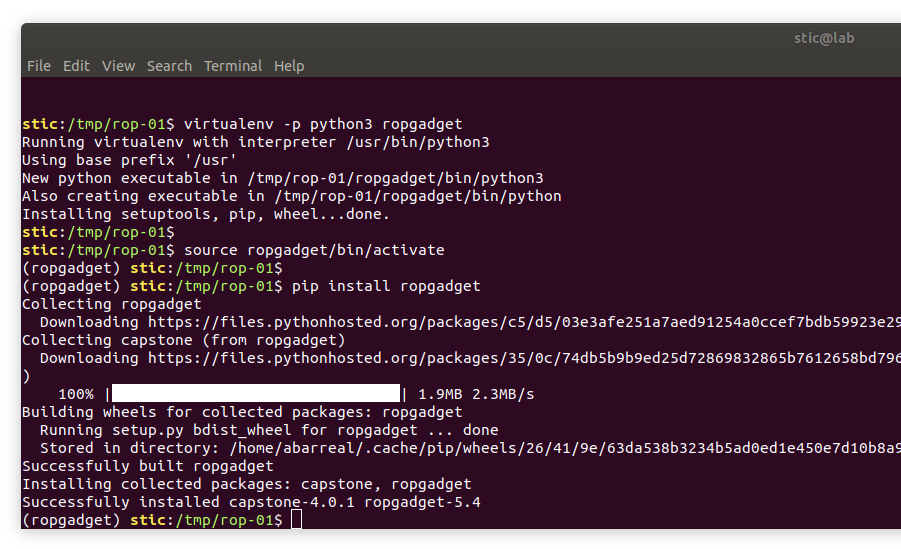 stic@lab
File Edit View Search Terminal Help
stic:/tmp/rop-01$ virtualenv -p python3 ropgadget
Running virtualenv with interpreter /usr/bin/python3
Using base prefix '/usr'
New python executable in /tmp/rop-01/ropgadget/bin/python3
Also creating executable in /tmp/rop-01/ropgadget/bin/python
Installing setuptools, pip, wheel...done.
stic:/tmp/rop-01$
stic:/tmp/rop-01$ source ropgadget/bin/activate
(ropgadget) stic:/tmp/rop-01$
(ropgadget) stic:/tmp/rop-01$ pip install ropgadget
Collecting ropgadget
  Downloading https://files.pythonhosted.org/packages/c5/d5/03e3afe251a7aed91254a0ccef7bdb59923e29
Collecting capstone (from ropgadget)
  Downloading https://files.pythonhosted.org/packages/35/0c/74db5b9b9ed25d72869832865b7612658bd796
)
    100% || 1.9MB 2.3MB/s
Building wheels for collected packages: ropgadget
  Running setup.py bdist_wheel for ropgadget ... done
  Stored in directory: /home/abarreal/.cache/pip/wheels/26/41/9e/63da538b3234b5ad0ed1e450e7d10b8a9
Successfully built ropgadget
Installing collected packages: capstone, ropgadget
Successfully installed capstone-4.0.1 ropgadget-5.4
(ropgadget) stic:/tmp/rop-01$